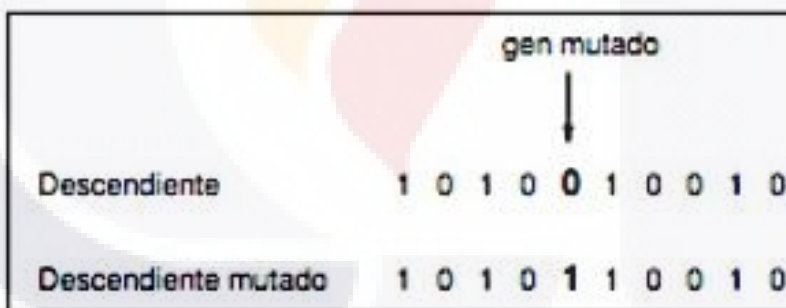 gen mutado
Descendiente 1 0 1 0 0 1 0 0 1 0
Descendiente mutado 1 0 1 0 1 1 0 0 1 0